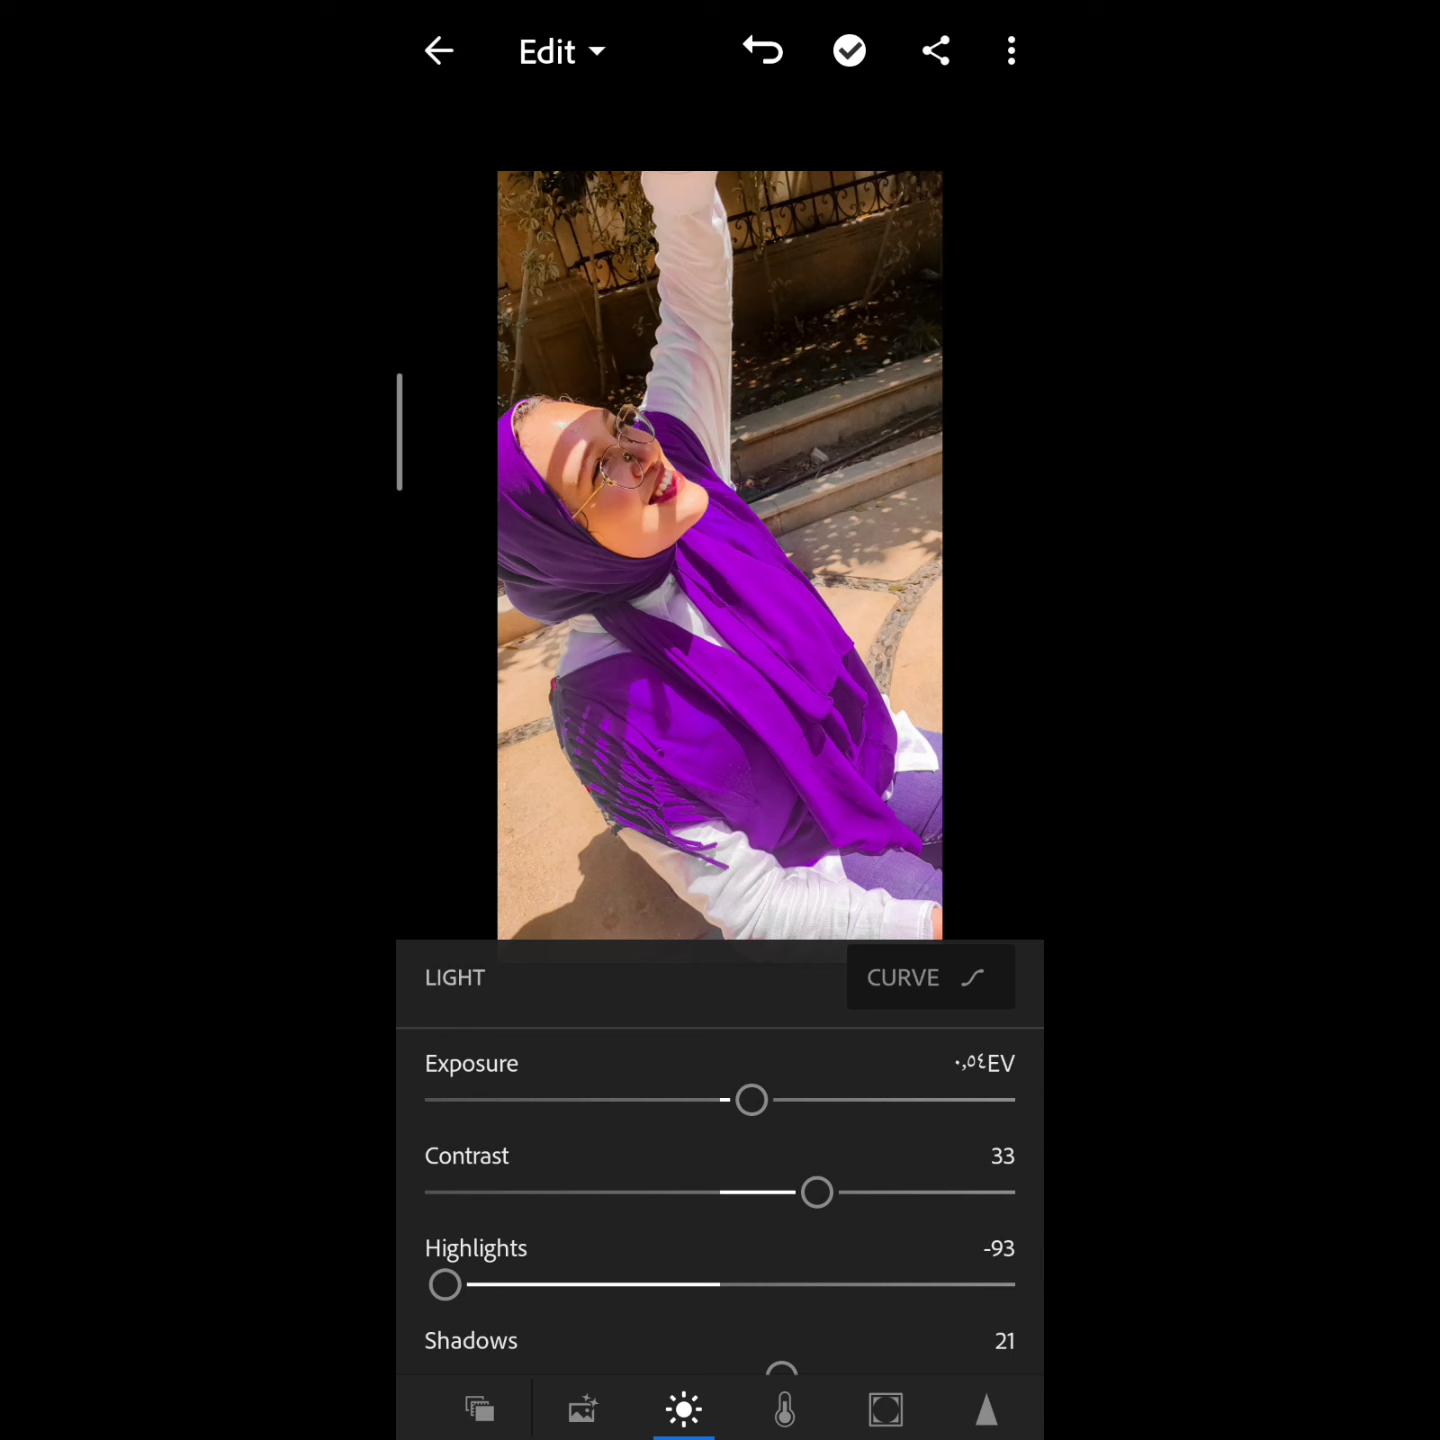 Edit
LIGHT
CURVE
Exposure
٠,٥٤EV
Contrast
33
Highlights
-93
Shadows
21